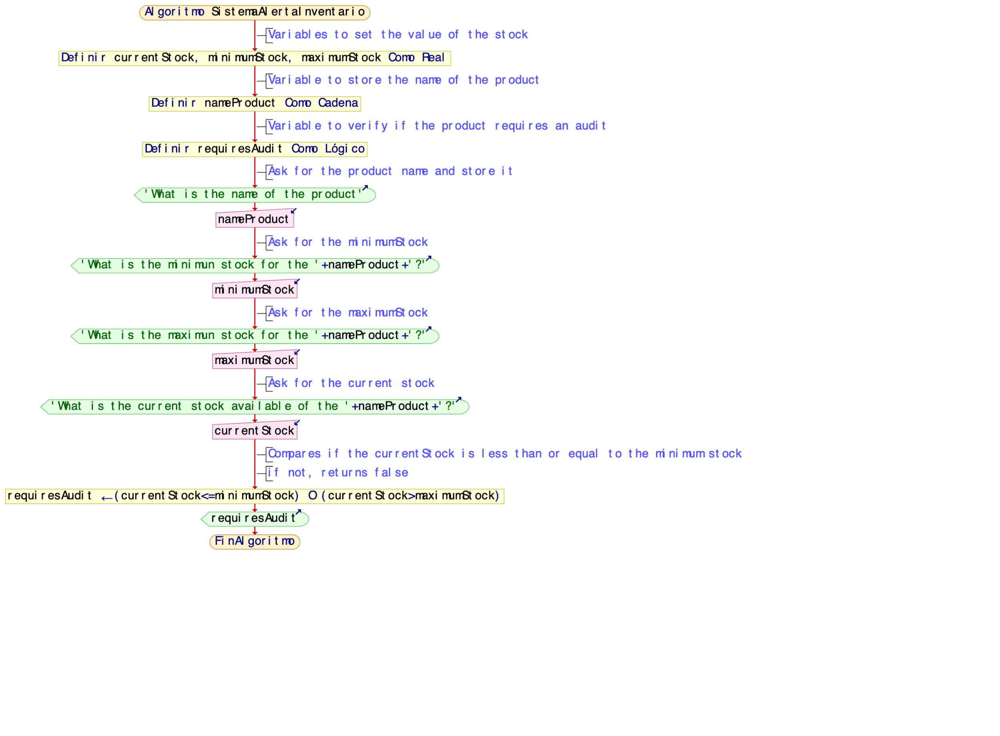 Algoritmo SistemaAlertaInventario
Variables to set the value of the stock
Definir currentStock, minimumStock, maximumStock Como Real
Variable to store the name of the product
Definir nameProduct Como Cadena
Variable to verify if the product requires an audit
Definir requiresAudit Como Lógico
Ask for the product name and store it
'What is the name of the product'
nameProduct
Ask for the minimumStock
'What is the minimun stock for the '+nameProduct+'?'
minimumStock
Ask for the maximumStock
'What is the maximun stock for the '+nameProduct+'?'
maximumStock
Ask for the current stock
'What is the current stock available of the '+nameProduct+'?'
currentStock
Compares if the currentStock is less than or equal to the minimum stock
if not, returns false
requiresAudit ←(currentStock<=minimumStock) O (currentStock>maximumStock)
requiresAudit
FinAlgoritmo